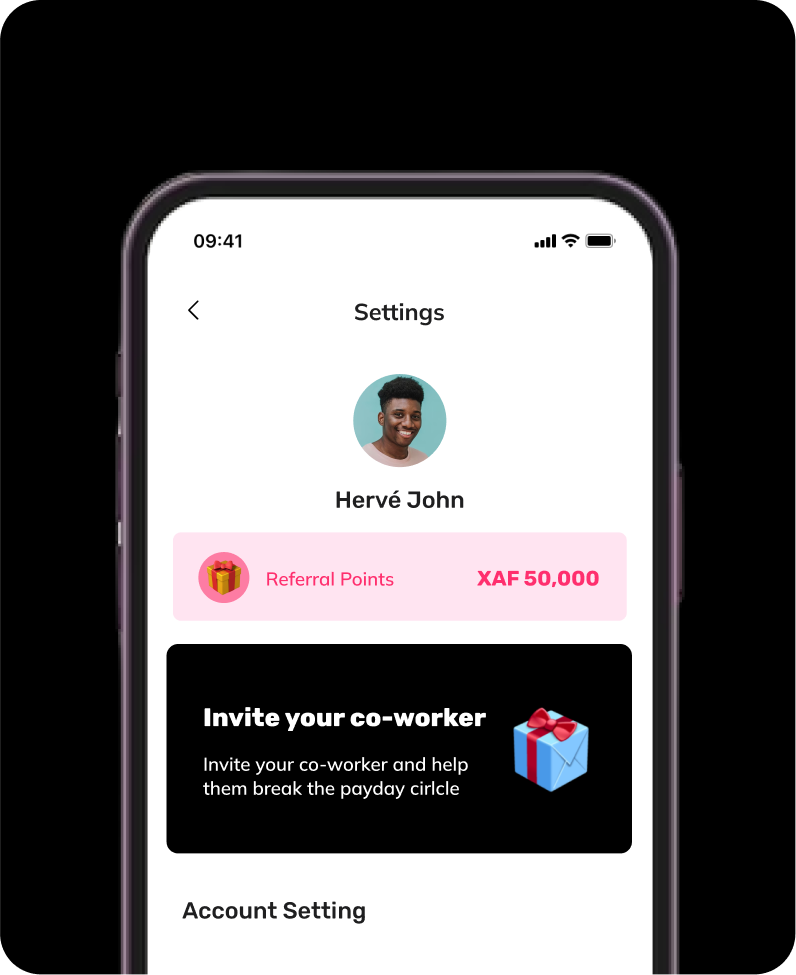 09:41
Settings
Hervé John
Referral Points XAF 50,000
Invite your co-worker
Invite your co-worker and help
them break the payday cirlcle
Account Setting